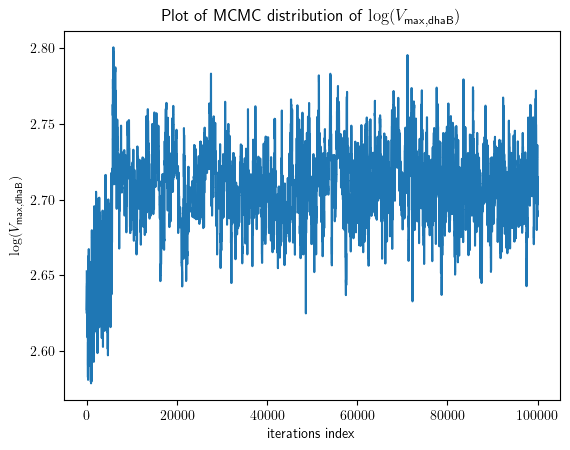 Plot of MCMC distribution of log(V_max,dhaB)
2.80
2.75
2.70
2.65
2.60
log(V_max,dhaB)
0 20000 40000 60000 80000 100000
iterations index